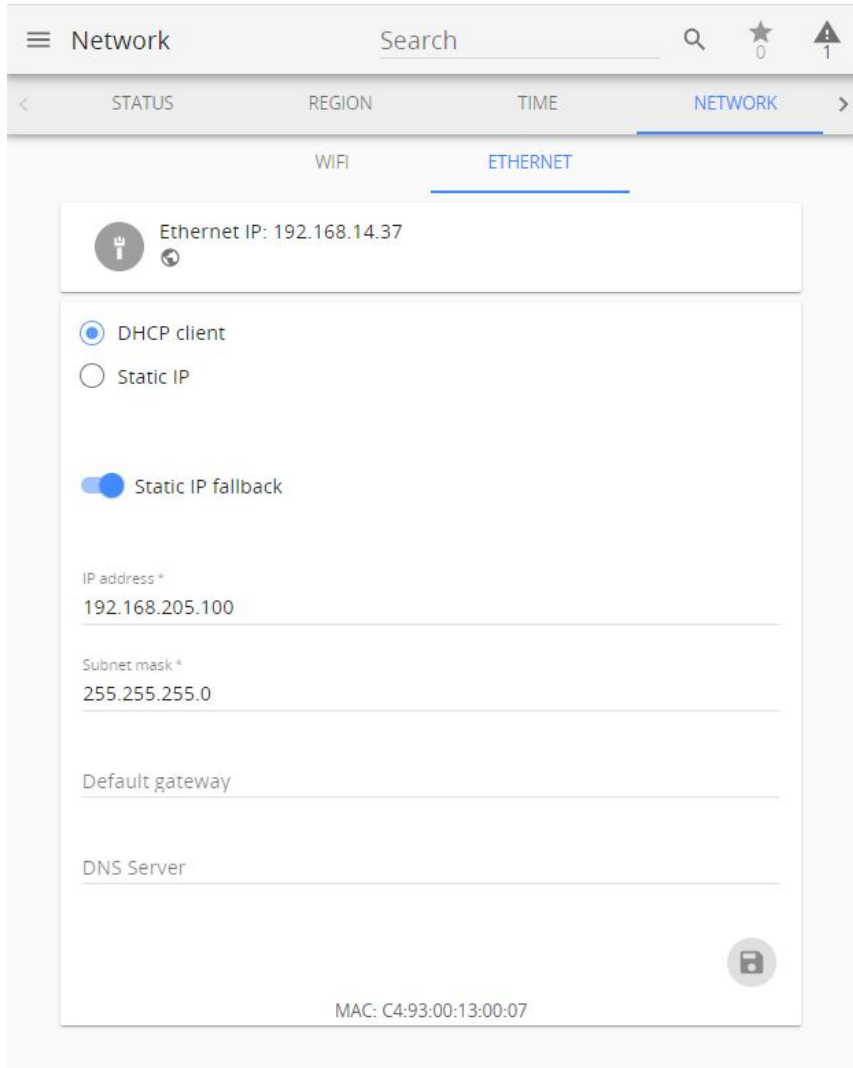 Network Search 0 1
STATUS REGION TIME NETWORK
WIFI ETHERNET
Ethernet IP: 192.168.14.37
DHCP client
Static IP
Static IP fallback
IP address *
192.168.205.100
Subnet mask *
255.255.255.0
Default gateway
DNS Server
MAC: C4:93:00:13:00:07